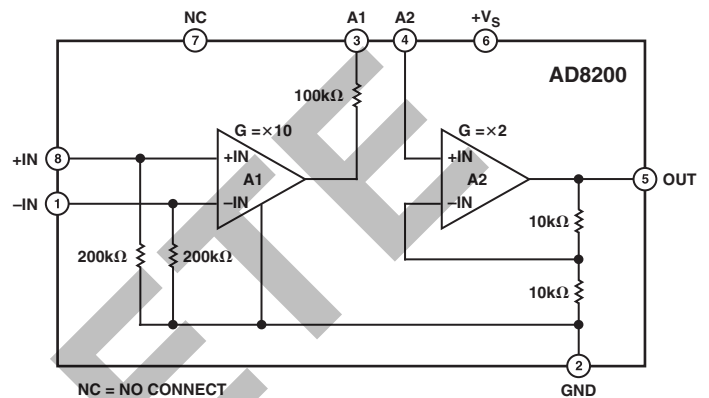 NC
A1
A2
+VS
7
3
4
6
AD8200
100kΩ
G = ×10
G = ×2
+IN
8
+IN
A1
+IN
A2
5
OUT
–IN
1
–IN
–IN
10kΩ
200kΩ
200kΩ
10kΩ
2
NC = NO CONNECT
GND